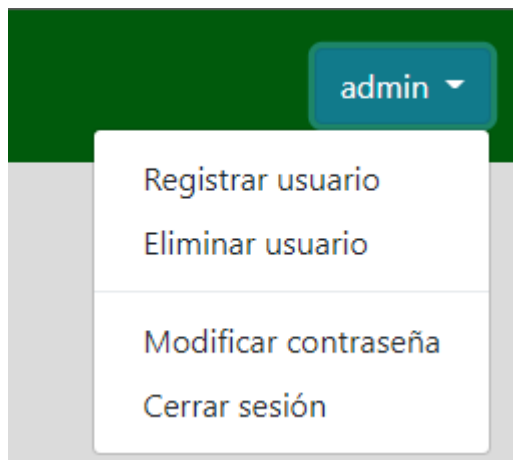 admin
Registrar usuario
Eliminar usuario
Modificar contraseña
Cerrar sesión